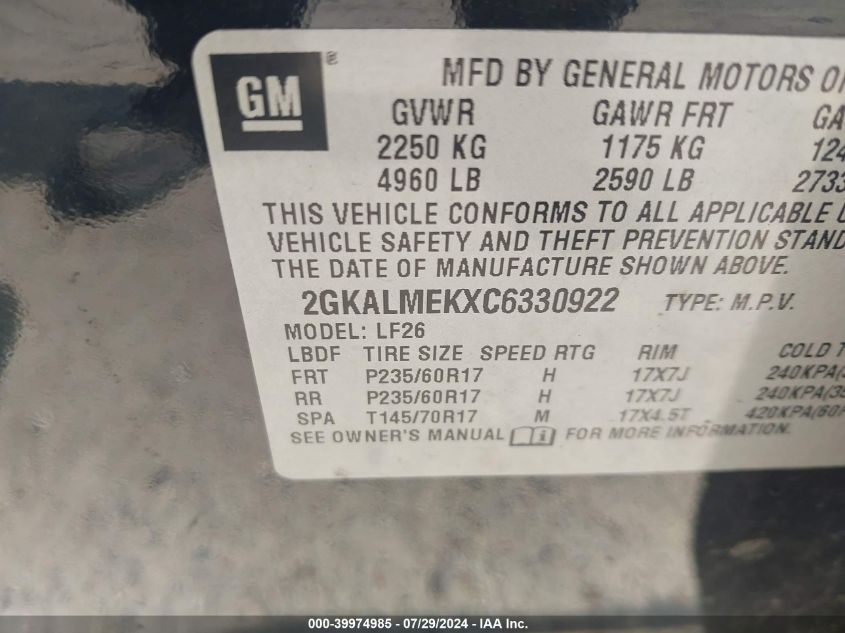 GM ®
MFD BY GENERAL MOTORS
GVWR GAWR FRT
2250 KG 1175 KG
4960 LB 2590 LB 2733
THIS VEHICLE CONFORMS TO ALL APPLICABLE
VEHICLE SAFETY AND THEFT PREVENTION STAND
THE DATE OF MANUFACTURE SHOWN ABOVE.
2GKALMEKXC6330922 TYPE: M.P.V.
MODEL: LF26
LBDF TIRE SIZE SPEED RTG RIM COLD T
FRT P235/60R17 H 17X7J 240KPA
RR P235/60R17 H 17X7J 240KPA
SPA T145/70R17 M 17X4.5T 420KPA
SEE OWNER'S MANUAL FOR MORE INFORMATION.
000-39974985 - 07/29/2024 - IAA Inc.